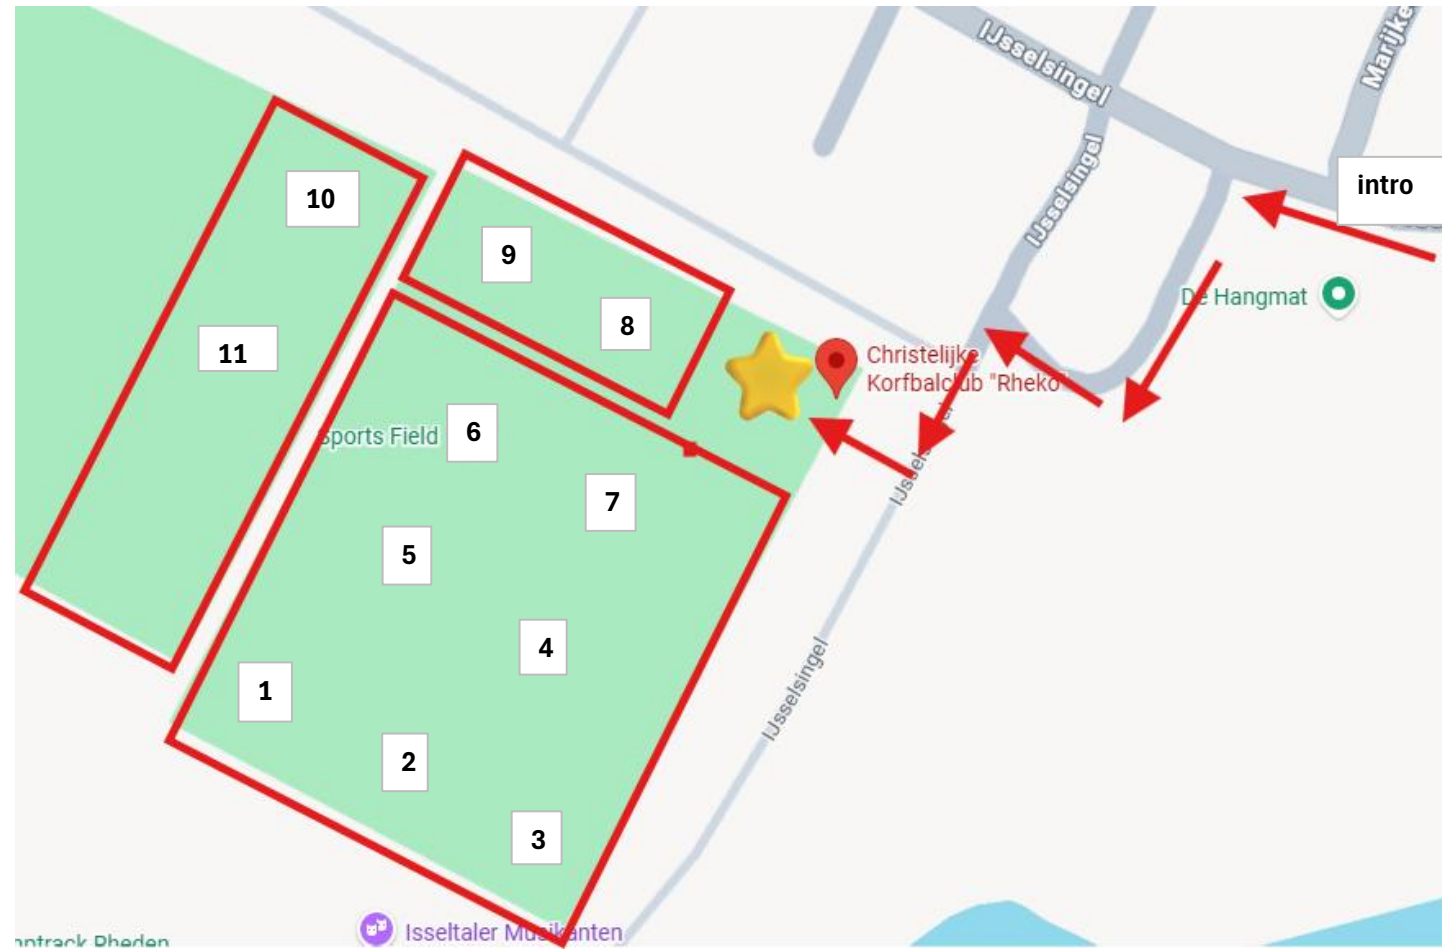 IJsselsingel
Marijke
intro
10
IJsselsingel
9
De Hangmat
8
11
Christelijke
Korfbalclub "Rheko"
6
Sports Field
7
IJsselsingel
5
4
1
IJsselsingel
2
3
Isseltaler Musikanten